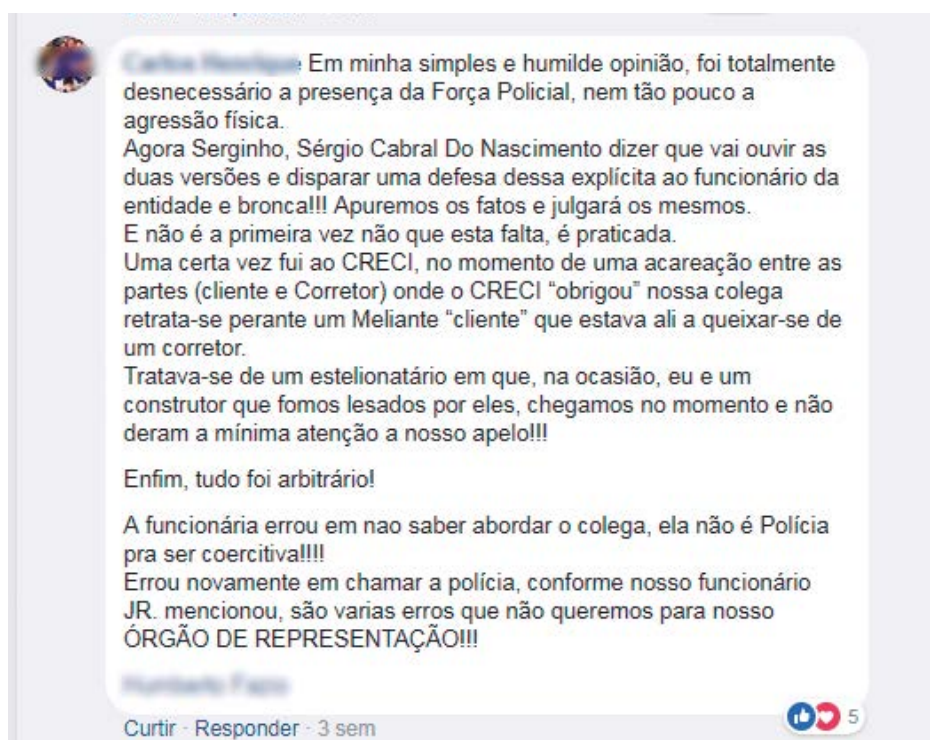 Em minha simples e humilde opinião, foi totalmente
desnecessário a presença da Força Policial, nem tão pouco a
agressão física.
Agora Serginho, Sérgio Cabral Do Nascimento dizer que vai ouvir as
duas versões e disparar uma defesa dessa explícita ao funcionário da
entidade e bronca!!! Apuremos os fatos e julgará os mesmos.
E não é a primeira vez não que esta falta, é praticada.
Uma certa vez fui ao CRECI, no momento de uma acareação entre as
partes (cliente e Corretor) onde o CRECI “obrigou” nossa colega
retrata-se perante um Meliante “cliente” que estava ali a queixar-se de
um corretor.
Tratava-se de um estelionatário em que, na ocasião, eu e um
construtor que fomos lesados por eles, chegamos no momento e não
deram a mínima atenção a nosso apelo!!!
Enfim, tudo foi arbitrário!
A funcionária errou em nao saber abordar o colega, ela não é Polícia
pra ser coercitiva!!!!
Errou novamente em chamar a polícia, conforme nosso funcionário
JR. mencionou, são varias erros que não queremos para nosso
ÓRGÃO DE REPRESENTAÇÃO!!!
Curtir · Responder · 3 sem
5